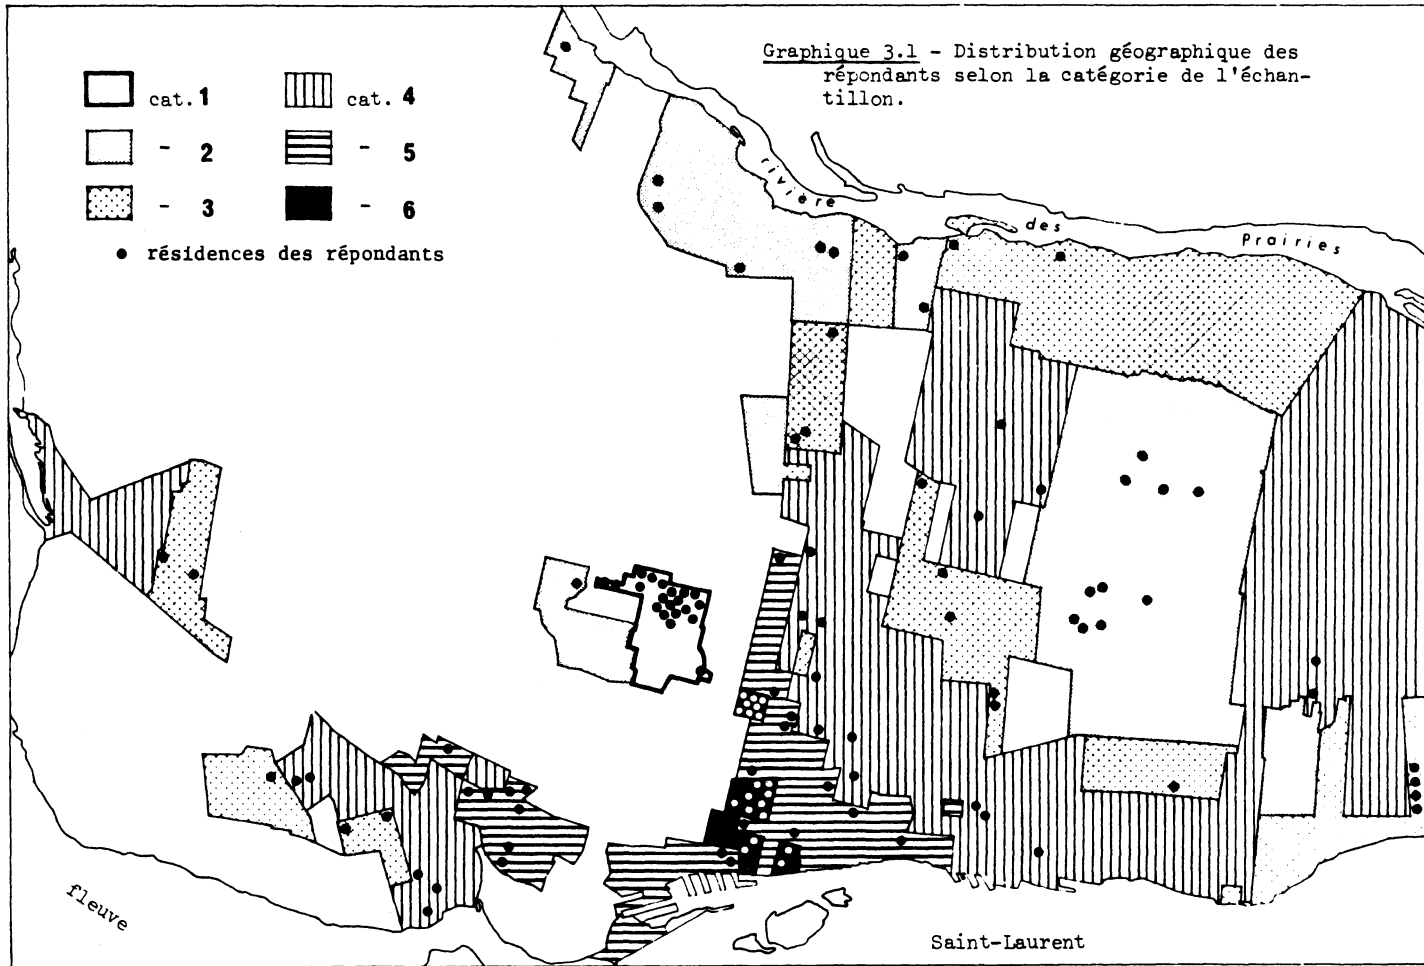 Graphique 3.1 - Distribution géographique des
répondants selon la catégorie de l'échan-
tillon.
cat. 1
cat. 4
- 2
- 5
- 3
- 6
● résidences des répondants
rivière
des
Prairies
fleuve
Saint-Laurent